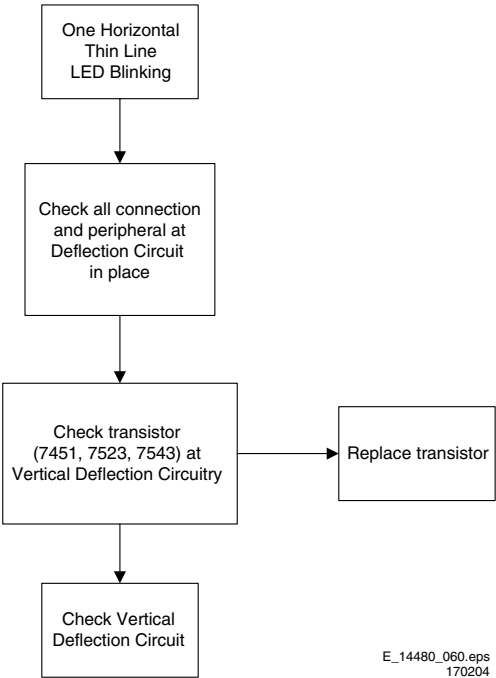 One Horizontal
Thin Line
LED Blinking
Check all connection
and peripheral at
Deflection Circuit
in place
Check transistor
(7451, 7523, 7543) at
Vertical Deflection Circuitry
Replace transistor
Check Vertical
Deflection Circuit
E_14480_060.eps
170204